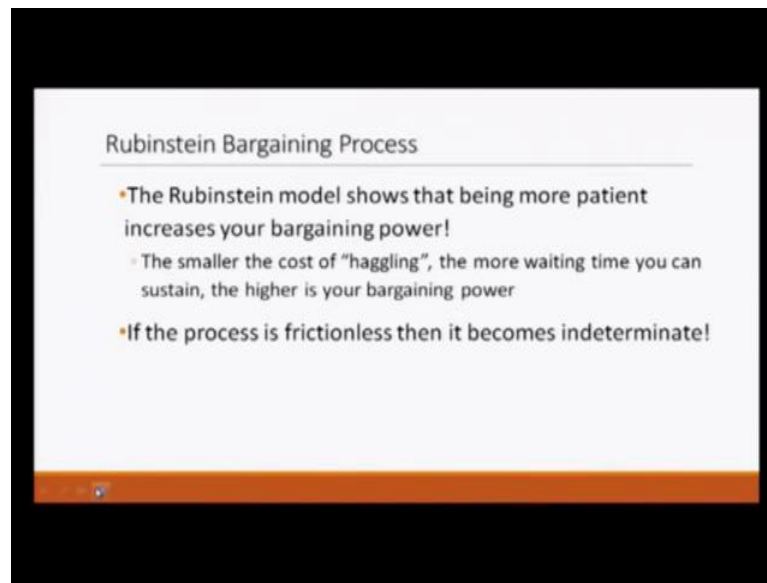 Rubinstein Bargaining Process
•The Rubinstein model shows that being more patient
increases your bargaining power!
The smaller the cost of "haggling", the more waiting time you can
sustain, the higher is your bargaining power
•If the process is frictionless then it becomes indeterminate!